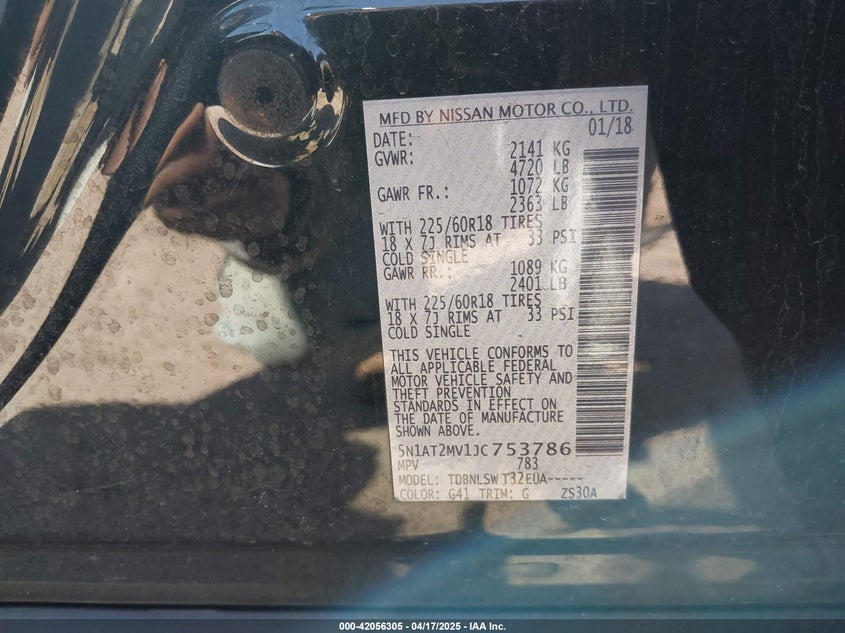 MFD BY NISSAN MOTOR CO., LTD.
DATE: 01/18
GVWR: 2141 KG
4720 LB
GAWR FR.: 1072 KG
2363 LB
WITH 225/60R18 TIRES
18 X 7J RIMS AT 33 PSI
COLD SINGLE
GAWR RR.: 1089 KG
2401 LB
WITH 225/60R18 TIRES
18 X 7J RIMS AT 33 PSI
COLD SINGLE
THIS VEHICLE CONFORMS TO
ALL APPLICABLE FEDERAL
MOTOR VEHICLE SAFETY AND
THEFT PREVENTION
STANDARDS IN EFFECT ON
THE DATE OF MANUFACTURE
SHOWN ABOVE.
5N1AT2MV1JC753786
MPV 783
MODEL: TDBNLSWT32EUA-----
COLOR: G41 TRIM: G ZS30A
000-42056305 - 04/17/2025 - IAA Inc.